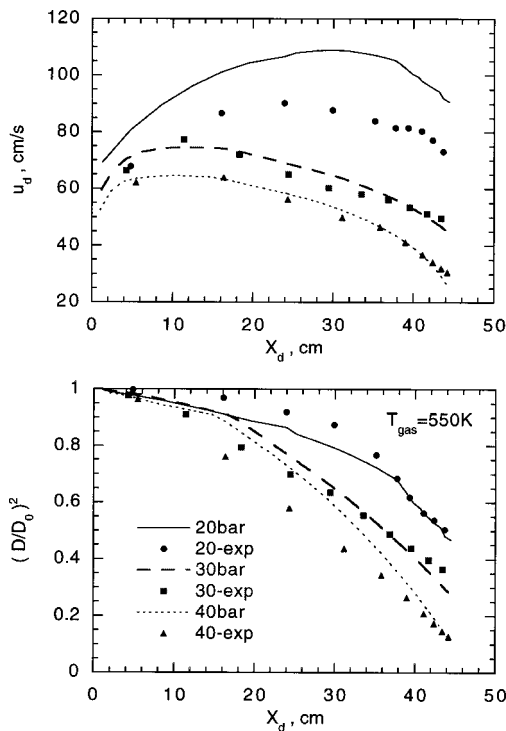 120
100
80
60
40
20
u_d, cm/s
0 10 20 30 40 50
X_d , cm
1
0.8
0.6
0.4
0.2
0
(D/D_0)^2
T_gas=550K
20bar
20-exp
30bar
30-exp
40bar
40-exp
0 10 20 30 40 50
X_d , cm